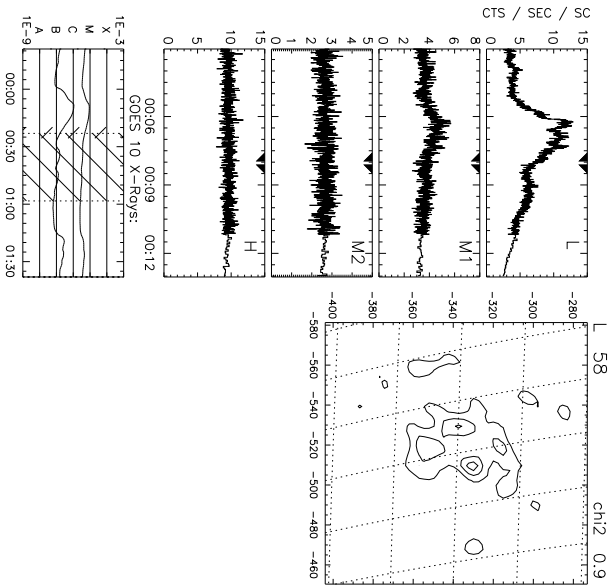 CTS / SEC / SC
L
0 5 10 15
M1
0 2 4 6 8
M2
0 1 2 3 4 5
H
0 5 10 15
00:06 00:09 00:12
GOES 10 X-Rays:
1E-3
X
M
C
B
A
1E-9
00:00 00:30 01:00 01:30
L 58 chi2 0.9
-280
-300
-320
-340
-360
-380
-400
-580 -560 -540 -520 -500 -480 -460